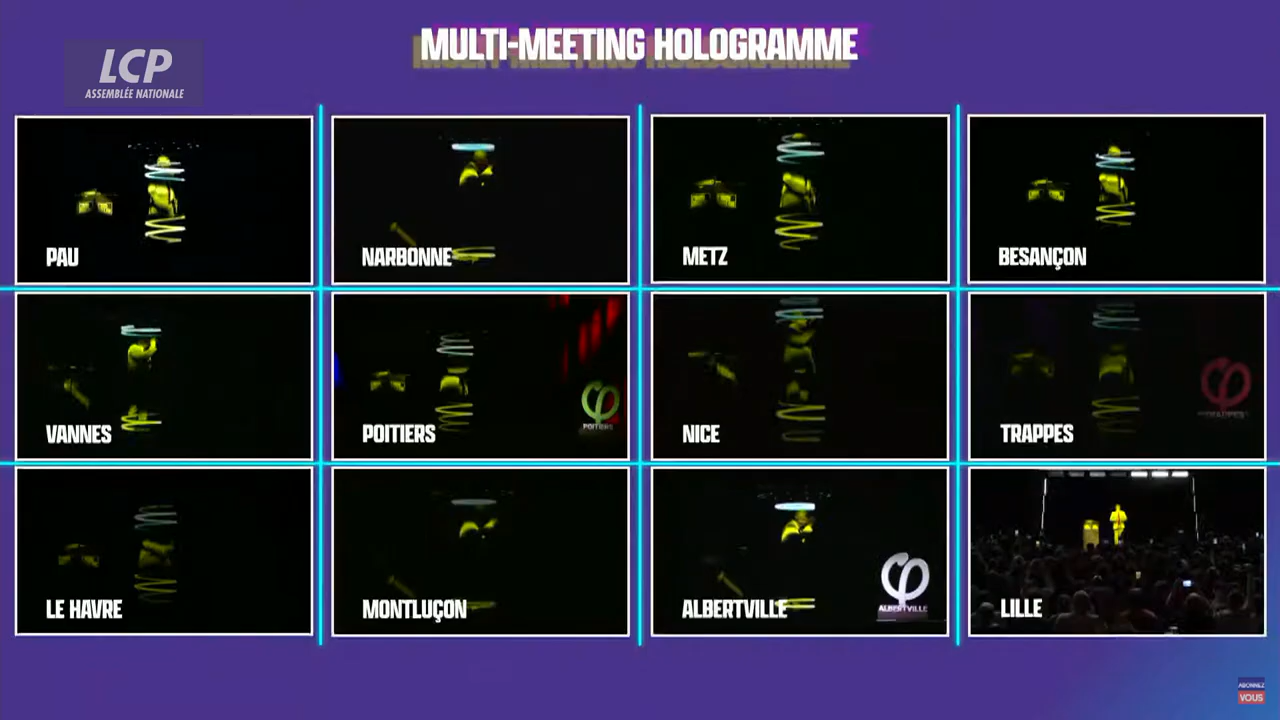 MULTI-MEETING HOLOGRAMME
LCP
ASSEMBLÉE NATIONALE
PAU
NARBONNE
METZ
BESANÇON
VANNES
POITIERS
POITIERS
NICE
TRAPPES
TRAPPES
LE HAVRE
MONTLUÇON
ALBERTVILLE
ALBERTVILLE
LILLE
ABONNEZ
VOUS